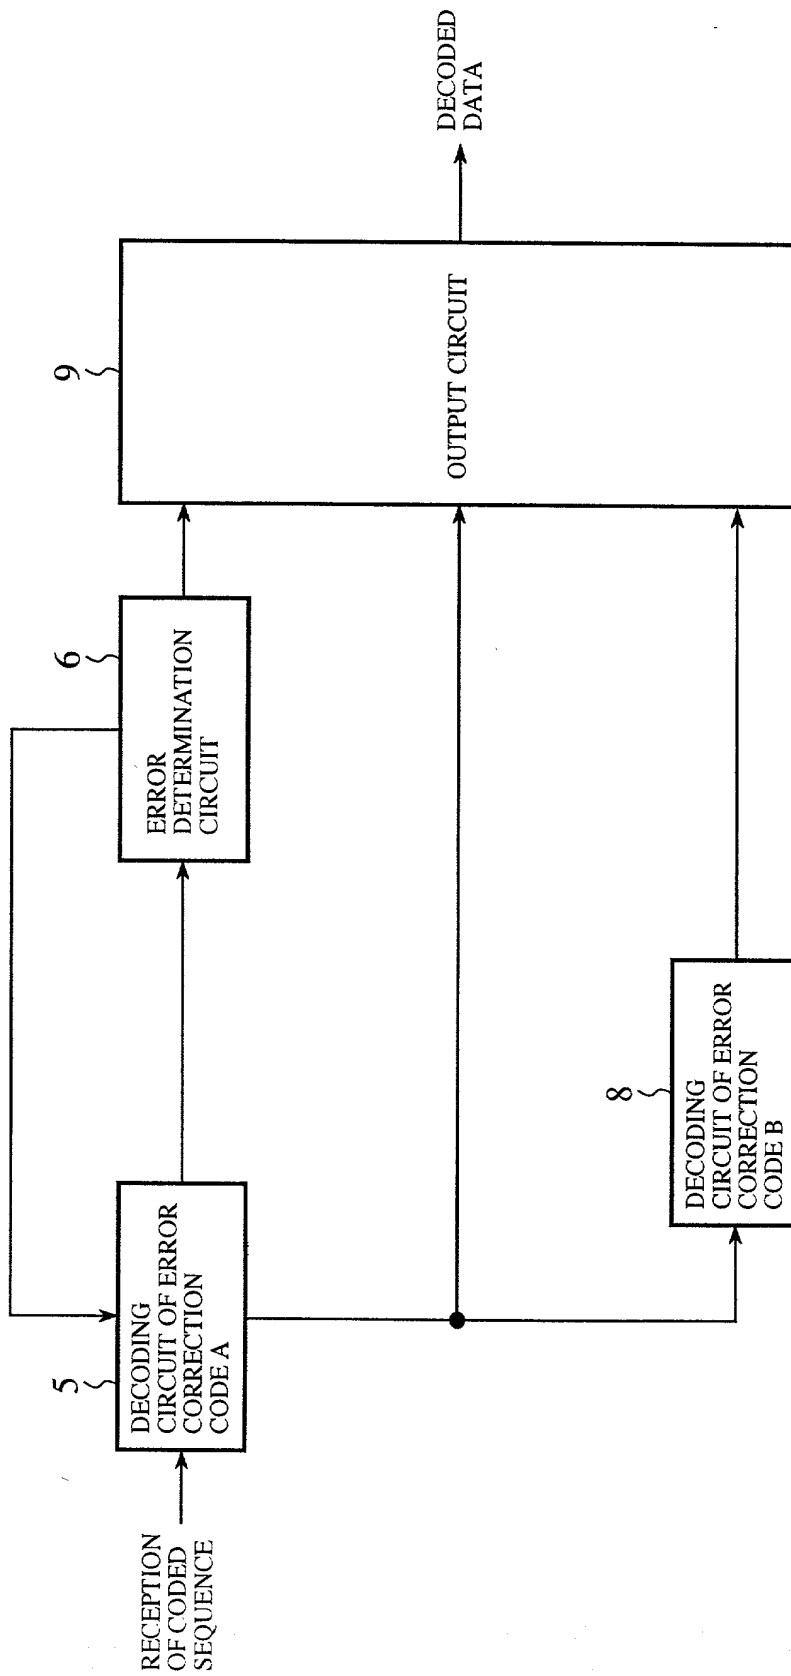 RECEPTION
OF CODED
SEQUENCE
5
DECODING
CIRCUIT OF ERROR
CORRECTION
CODE A
6
ERROR
DETERMINATION
CIRCUIT
8
DECODING
CIRCUIT OF ERROR
CORRECTION
CODE B
9
OUTPUT CIRCUIT
DECODED
DATA